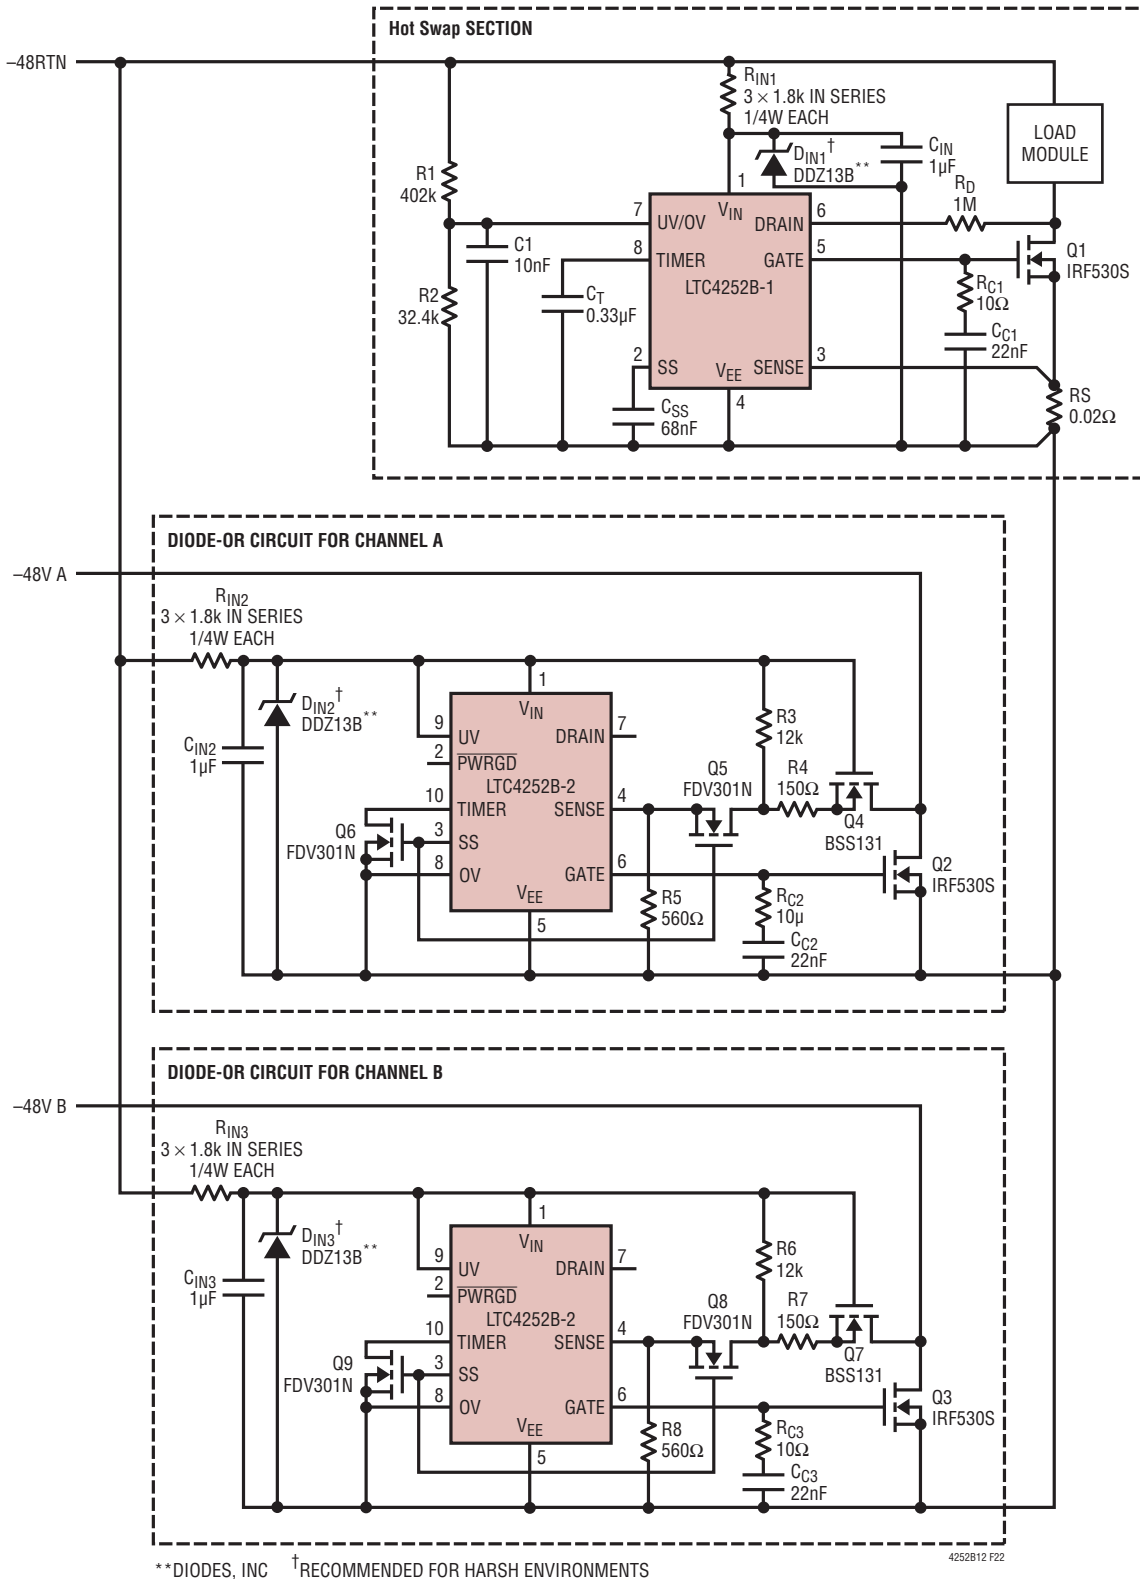 Hot Swap SECTION
–48RTN
RIN1
3 × 1.8k IN SERIES
1/4W EACH
LOAD
MODULE
DIN1†
DDZ13B**
CIN
1µF
R1
402k
1
RD
1M
7
UV/OV
VIN
DRAIN
6
C1
10nF
8
TIMER
GATE
5
Q1
IRF530S
LTC4252B-1
R2
32.4k
CT
0.33µF
RC1
10Ω
CC1
22nF
2
SS
VEE
SENSE
3
4
CSS
68nF
RS
0.02Ω
DIODE-OR CIRCUIT FOR CHANNEL A
–48V A
RIN2
3 × 1.8k IN SERIES
1/4W EACH
DIN2†
DDZ13B**
CIN2
1µF
1
VIN
9
UV
DRAIN
7
R3
12k
2
PWRGD
LTC4252B-2
Q5
FDV301N
R4
150Ω
10
TIMER
SENSE
4
Q4
BSS131
Q6
FDV301N
3
SS
8
OV
GATE
6
Q2
IRF530S
VEE
5
R5
560Ω
RC2
10µ
CC2
22nF
DIODE-OR CIRCUIT FOR CHANNEL B
–48V B
RIN3
3 × 1.8k IN SERIES
1/4W EACH
DIN3†
DDZ13B**
CIN3
1µF
1
VIN
9
UV
DRAIN
7
R6
12k
2
PWRGD
LTC4252B-2
Q8
FDV301N
R7
150Ω
10
TIMER
SENSE
4
Q7
BSS131
Q9
FDV301N
3
SS
8
OV
GATE
6
Q3
IRF530S
VEE
5
R8
560Ω
RC3
10Ω
CC3
22nF
4252B12 F22
**DIODES, INC †RECOMMENDED FOR HARSH ENVIRONMENTS